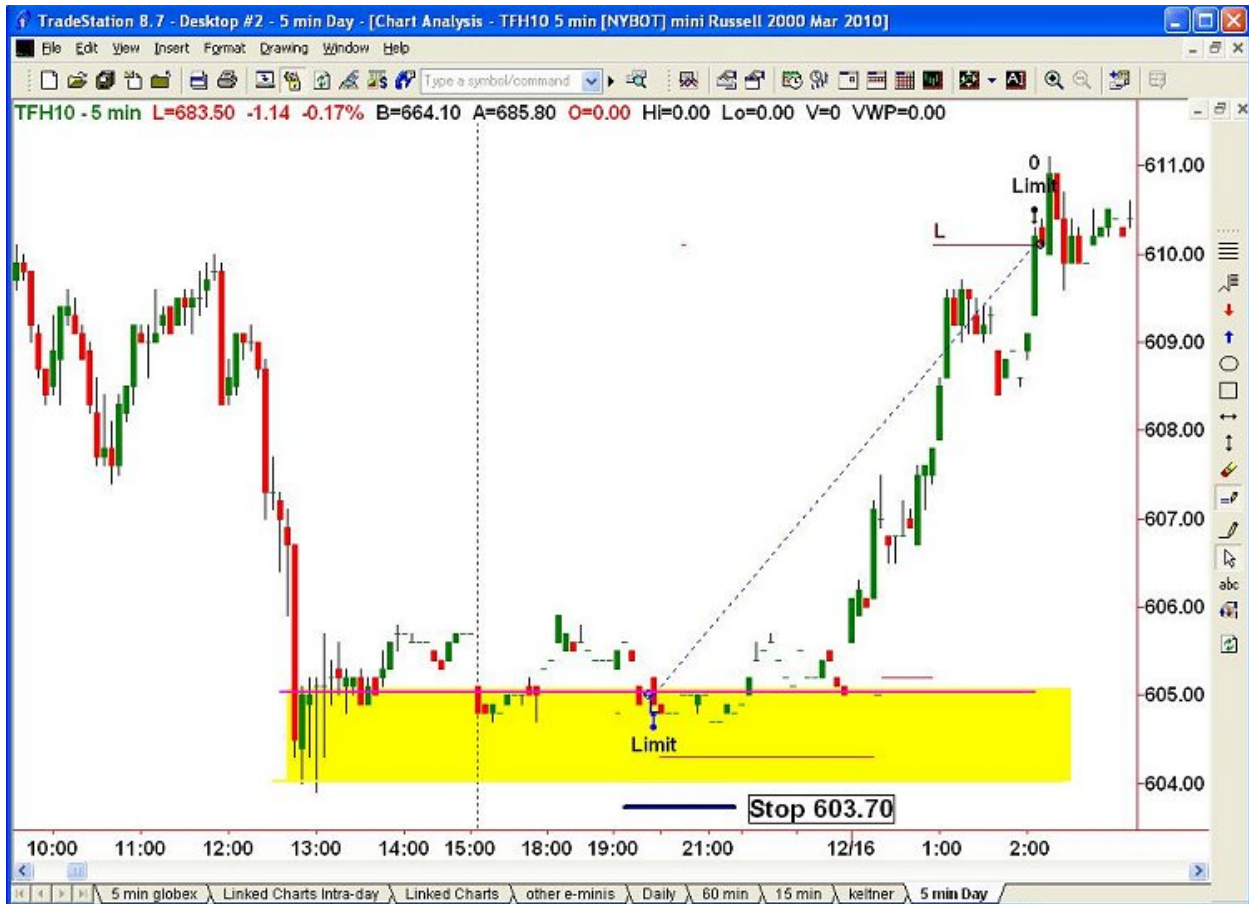 TradeStation 8.7 - Desktop #2 - 5 min Day - [Chart Analysis - TFH10 5 min [NYBOT] mini Russell 2000 Mar 2010]
File Edit View Insert Format Drawing Window Help
Type a symbol/command
TFH10 - 5 min L=683.50 -1.14 -0.17% B=664.10 A=685.80 O=0.00 Hi=0.00 Lo=0.00 V=0 VWP=0.00
0
Limit
L
611.00
610.00
609.00
608.00
607.00
606.00
605.00
604.00
Limit
Stop 603.70
abc
10:00 11:00 12:00 13:00 14:00 15:00 18:00 19:00 21:00 12/16 1:00 2:00
5 min globex Linked Charts Intra-day Linked Charts other e-minis Daily 60 min 15 min keltner 5 min Day